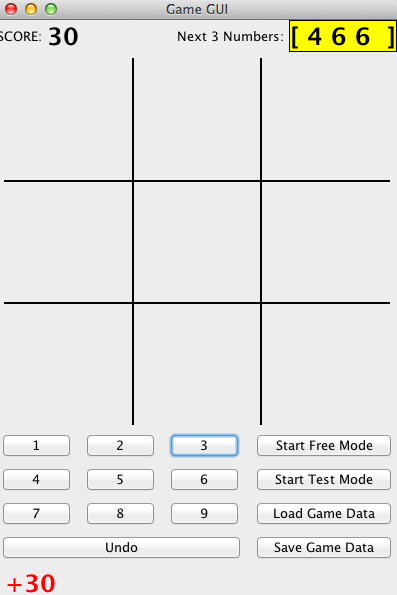 Game GUI
SCORE: 30 Next 3 Numbers: [ 4 6 6 ]
1 2 3 Start Free Mode
4 5 6 Start Test Mode
7 8 9 Load Game Data
Undo Save Game Data
+30